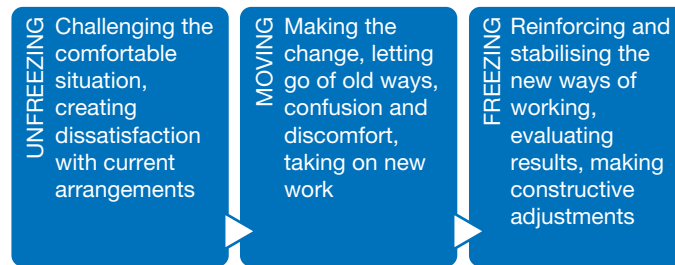 UNFREEZING
Challenging the
comfortable
situation,
creating
dissatisfaction
with current
arrangements
MOVING
Making the
change, letting
go of old ways,
confusion and
discomfort,
taking on new
work
FREEZING
Reinforcing and
stabilising the
new ways of
working,
evaluating
results, making
constructive
adjustments